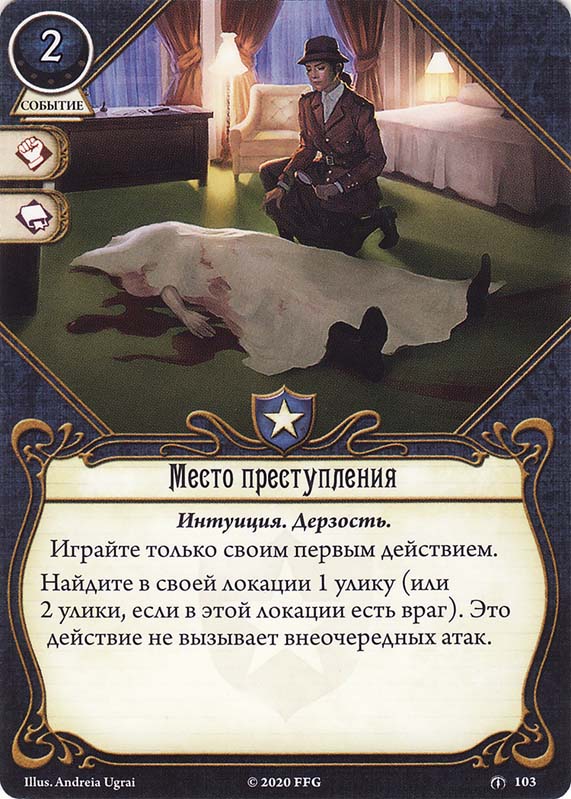 2
СОБЫТИЕ
Место преступления
Интуиция. Дерзость.
Играйте только своим первым действием.
Найдите в своей локации 1 улику (или
2 улики, если в этой локации есть враг). Это
действие не вызывает внеочередных атак.
Illus. Andreia Ugrai
© 2020 FFG
103